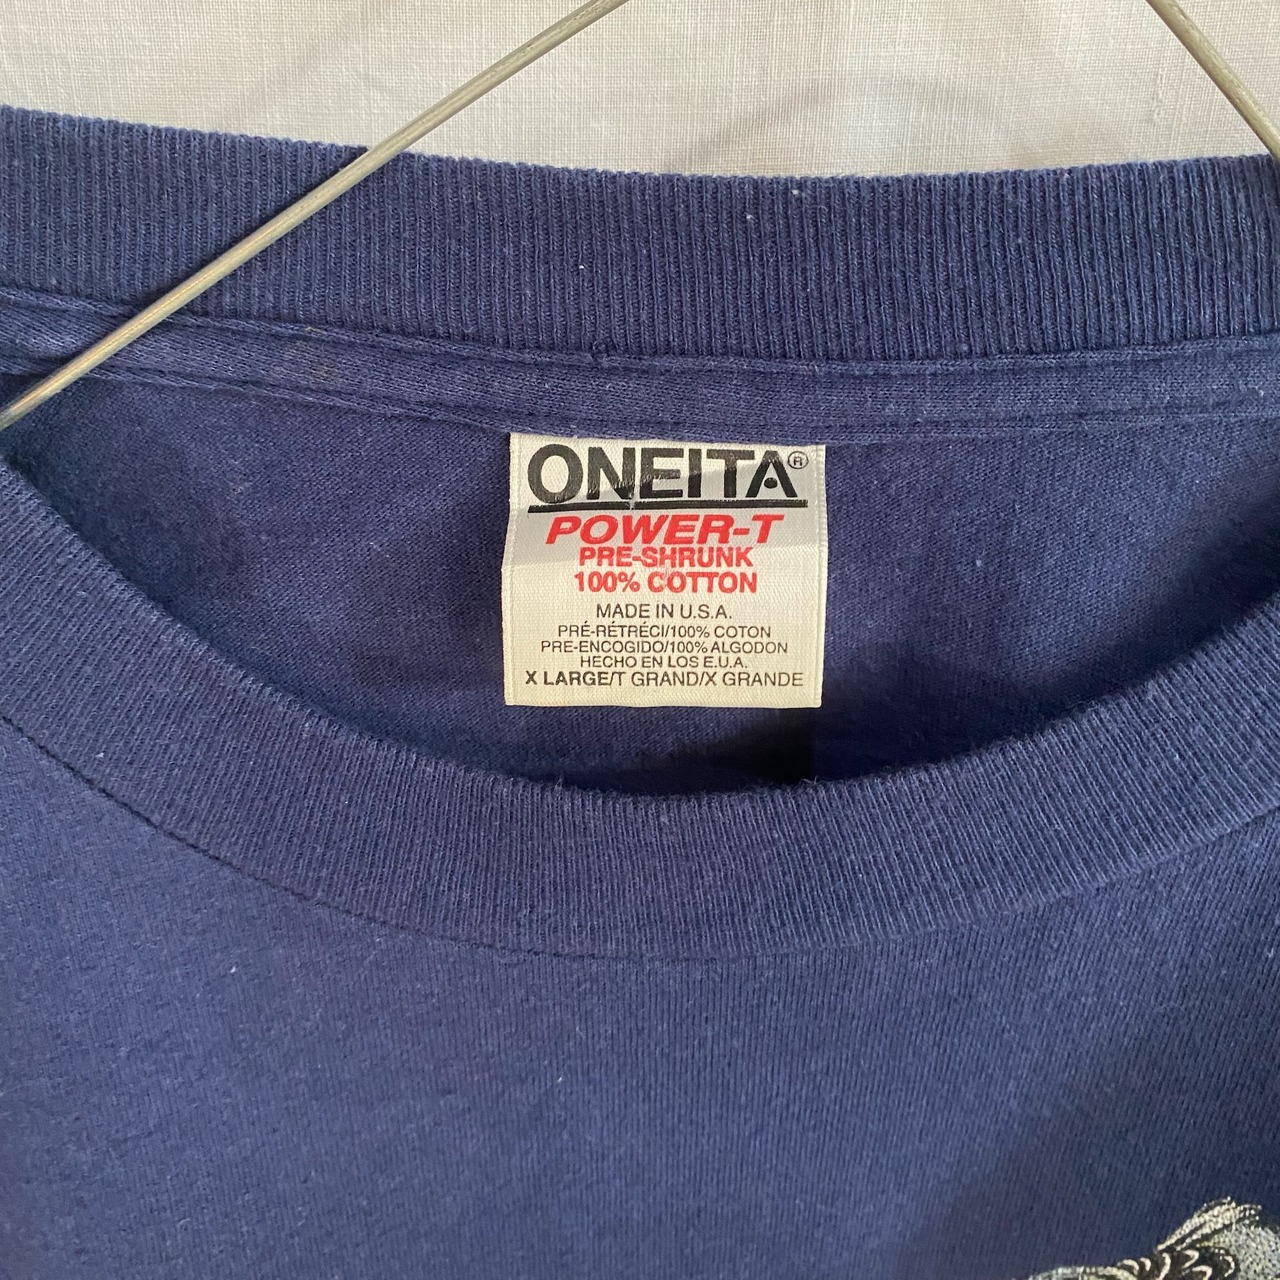 ONEITA®
POWER-T
PRE-SHRUNK
100% COTTON
MADE IN U.S.A.
PRÉ-RÉTRÉCI/100% COTON
PRE-ENCOGIDO/100% ALGODON
HECHO EN LOS E.U.A.
X LARGE/T GRAND/X GRANDE